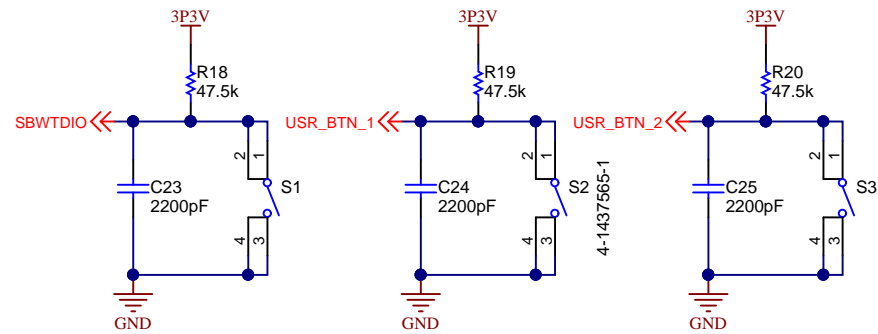 3P3V
3P3V
3P3V
R18
47.5k
R19
47.5k
R20
47.5k
SBWTDIO
USR_BTN_1
USR_BTN_2
2
1
2
1
2
1
C23
2200pF
S1
C24
2200pF
S2
4-1437565-1
C25
2200pF
S3
4
3
4
3
4
3
GND
GND
GND